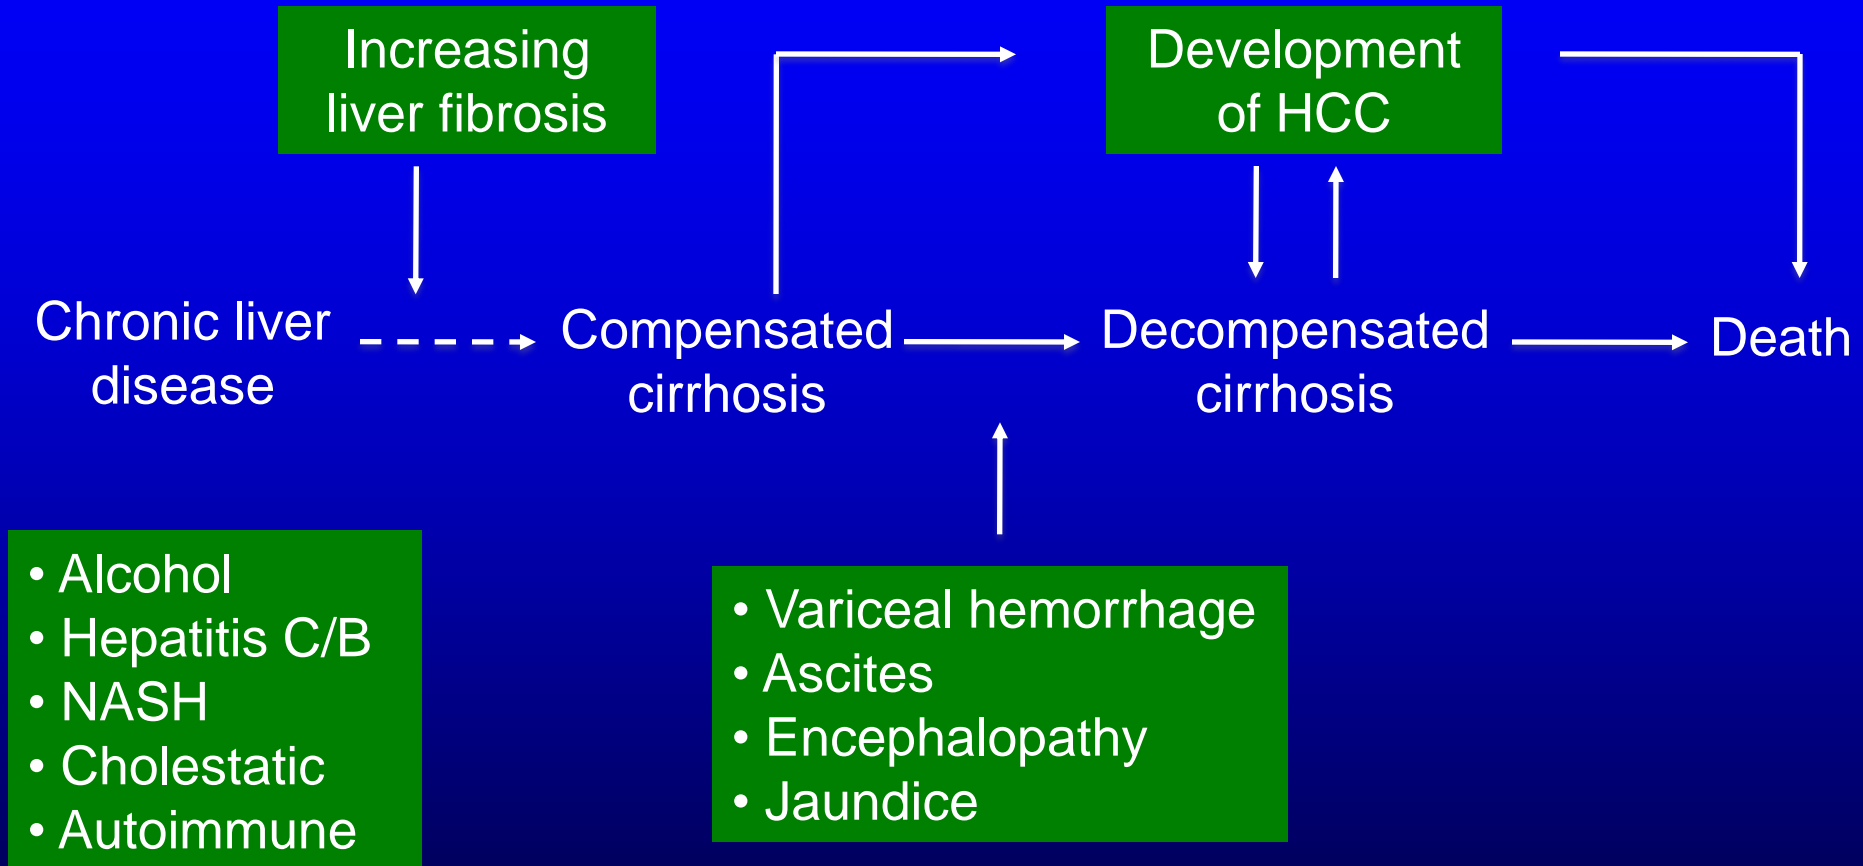 Increasing
liver fibrosis
Development
of HCC
Chronic liver
disease
Compensated
cirrhosis
Decompensated
cirrhosis
Death
• Alcohol
• Hepatitis C/B
• NASH
• Cholestatic
• Autoimmune
• Variceal hemorrhage
• Ascites
• Encephalopathy
• Jaundice